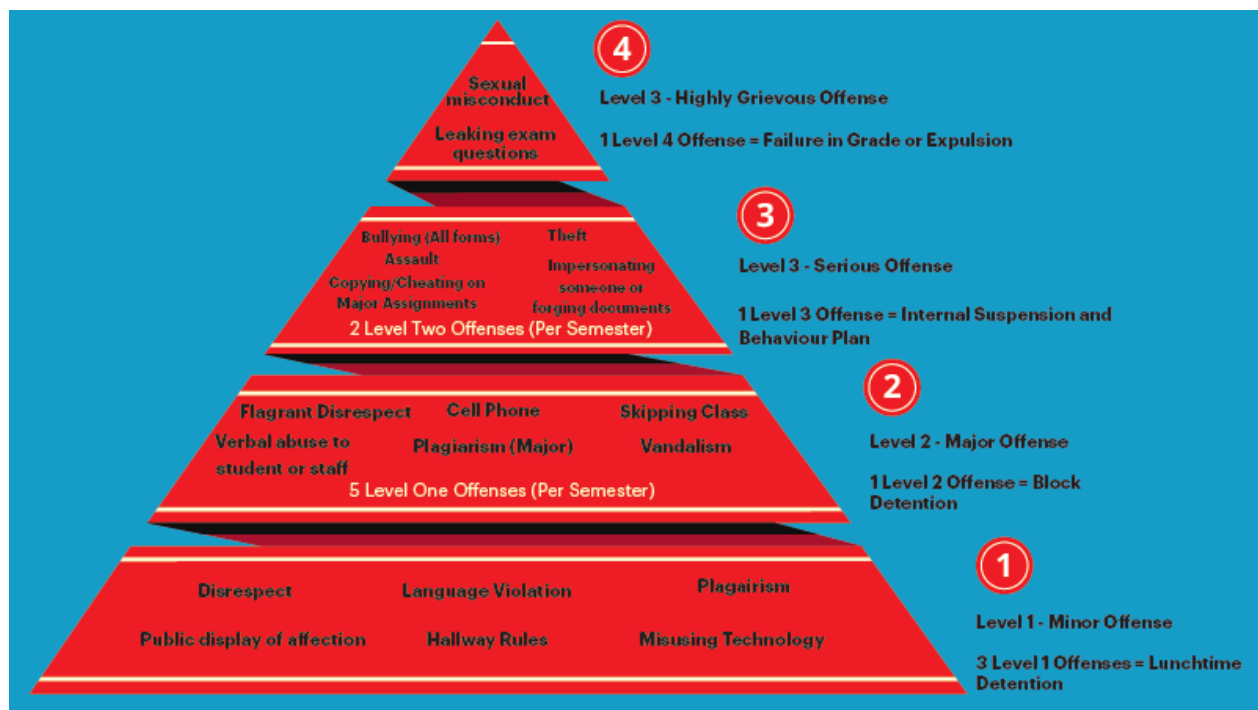 4
Sexual
misconduct
Level 3 - Highly Grievous Offense
Leaking exam
questions
1 Level 4 Offense = Failure in Grade or Expulsion
3
Bullying (All forms)
Theft
Assault
Impersonating
someone or
forging documents
Copying/Cheating on
Major Assignments
2 Level Two Offenses (Per Semester)
Level 3 - Serious Offense
1 Level 3 Offense = Internal Suspension and
Behaviour Plan
2
Flagrant Disrespect
Cell Phone
Skipping Class
Verbal abuse to
student or staff
Plagiarism (Major)
Vandalism
5 Level One Offenses (Per Semester)
Level 2 - Major Offense
1 Level 2 Offense = Block
Detention
1
Disrespect
Language Violation
Plagairism
Public display of affection
Hallway Rules
Misusing Technology
Level 1 - Minor Offense
3 Level 1 Offenses = Lunchtime
Detention